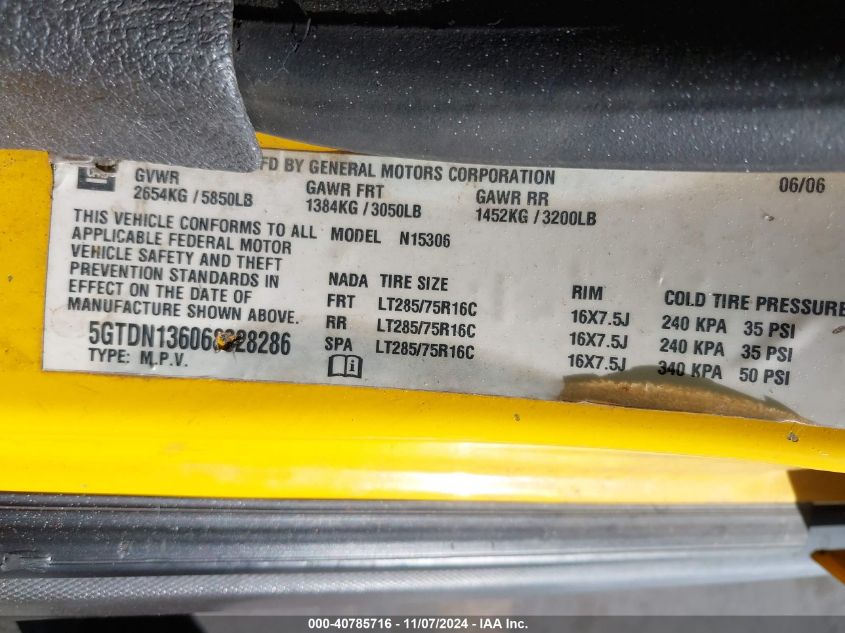 FD BY GENERAL MOTORS CORPORATION 06/06
GVWR GAWR FRT GAWR RR
2654KG / 5850LB 1384KG / 3050LB 1452KG / 3200LB
THIS VEHICLE CONFORMS TO ALL
APPLICABLE FEDERAL MOTOR
VEHICLE SAFETY AND THEFT
PREVENTION STANDARDS IN
EFFECT ON THE DATE OF
MANUFACTURE SHOWN ABOVE.
TYPE: M.P.V.
MODEL N15306
NADA TIRE SIZE RIM COLD TIRE PRESSURE
FRT LT285/75R16C 16X7.5J 240 KPA 35 PSI
RR LT285/75R16C 16X7.5J 240 KPA 35 PSI
SPA LT285/75R16C 16X7.5J 340 KPA 50 PSI
000-40785716 - 11/07/2024 - IAA Inc.